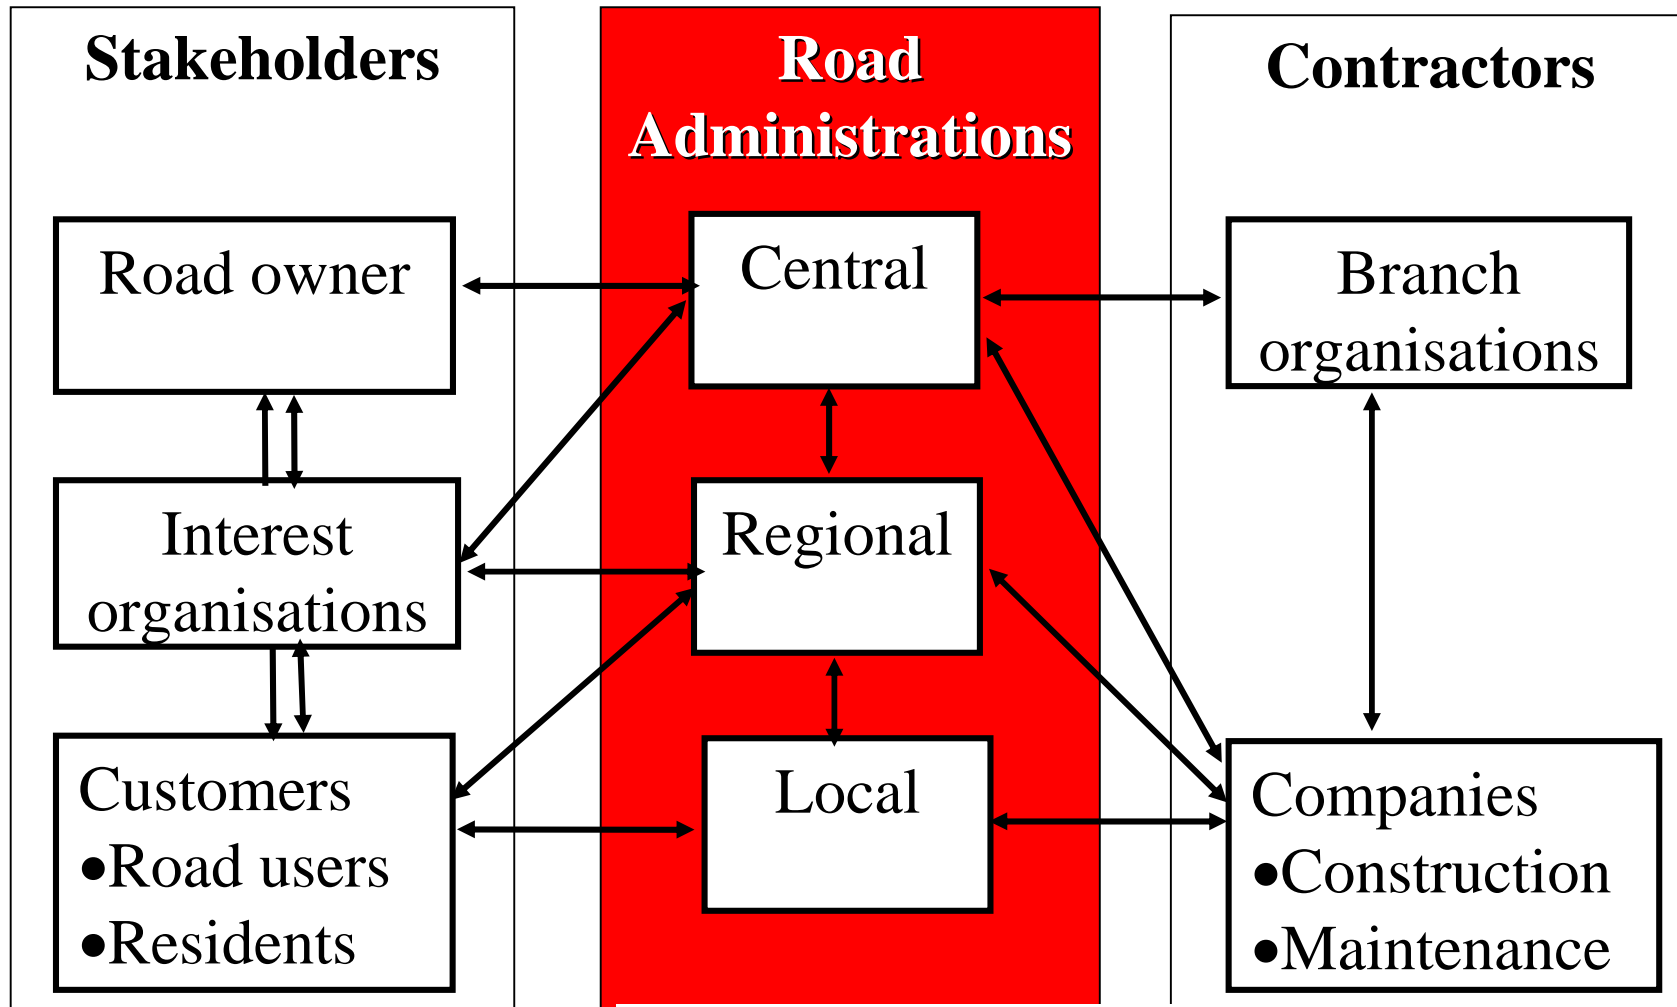 Stakeholders
Road owner
Interest
organisations
Customers
•Road users
•Residents
Road
Administrations
Central
Regional
Local
Contractors
Branch
organisations
Companies
•Construction
•Maintenance